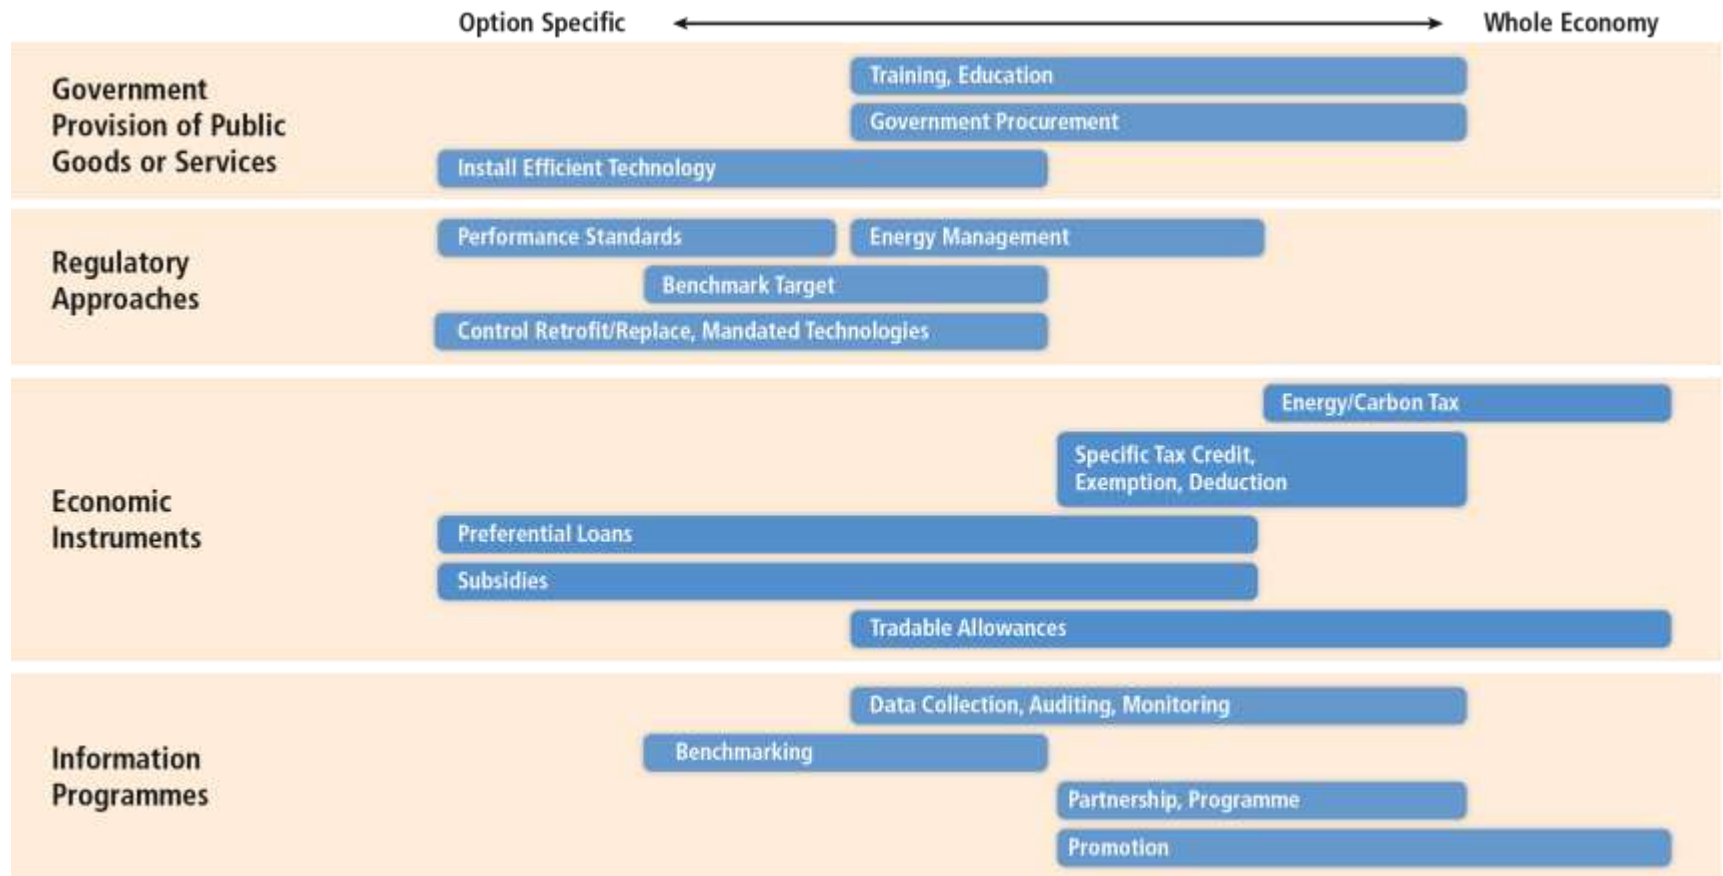 Option Specific
Whole Economy
Government
Provision of Public
Goods or Services
Training, Education
Government Procurement
Install Efficient Technology
Regulatory
Approaches
Performance Standards
Energy Management
Benchmark Target
Control Retrofit/Replace, Mandated Technologies
Economic
Instruments
Energy/Carbon Tax
Specific Tax Credit,
Exemption, Deduction
Preferential Loans
Subsidies
Tradable Allowances
Information
Programmes
Data Collection, Auditing, Monitoring
Benchmarking
Partnership, Programme
Promotion